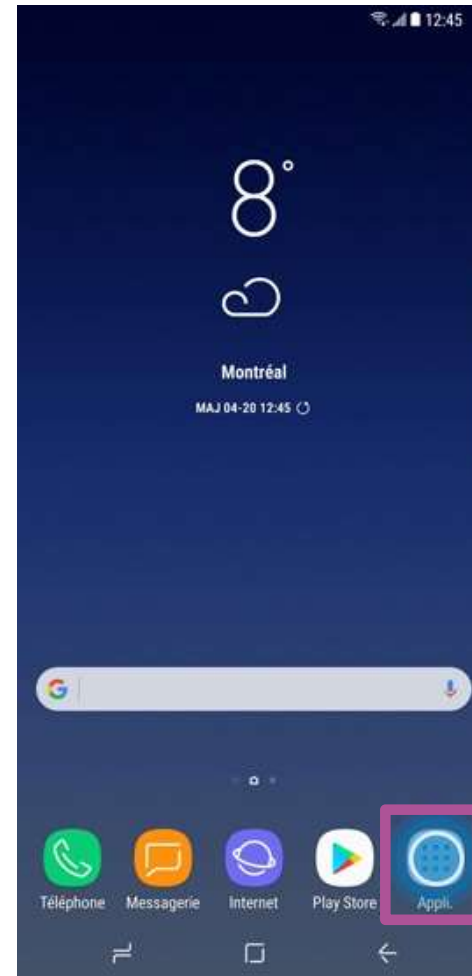 12:45
8°
Montréal
MAJ 04-20 12:45
G
Téléphone Messagerie Internet Play Store Appli.